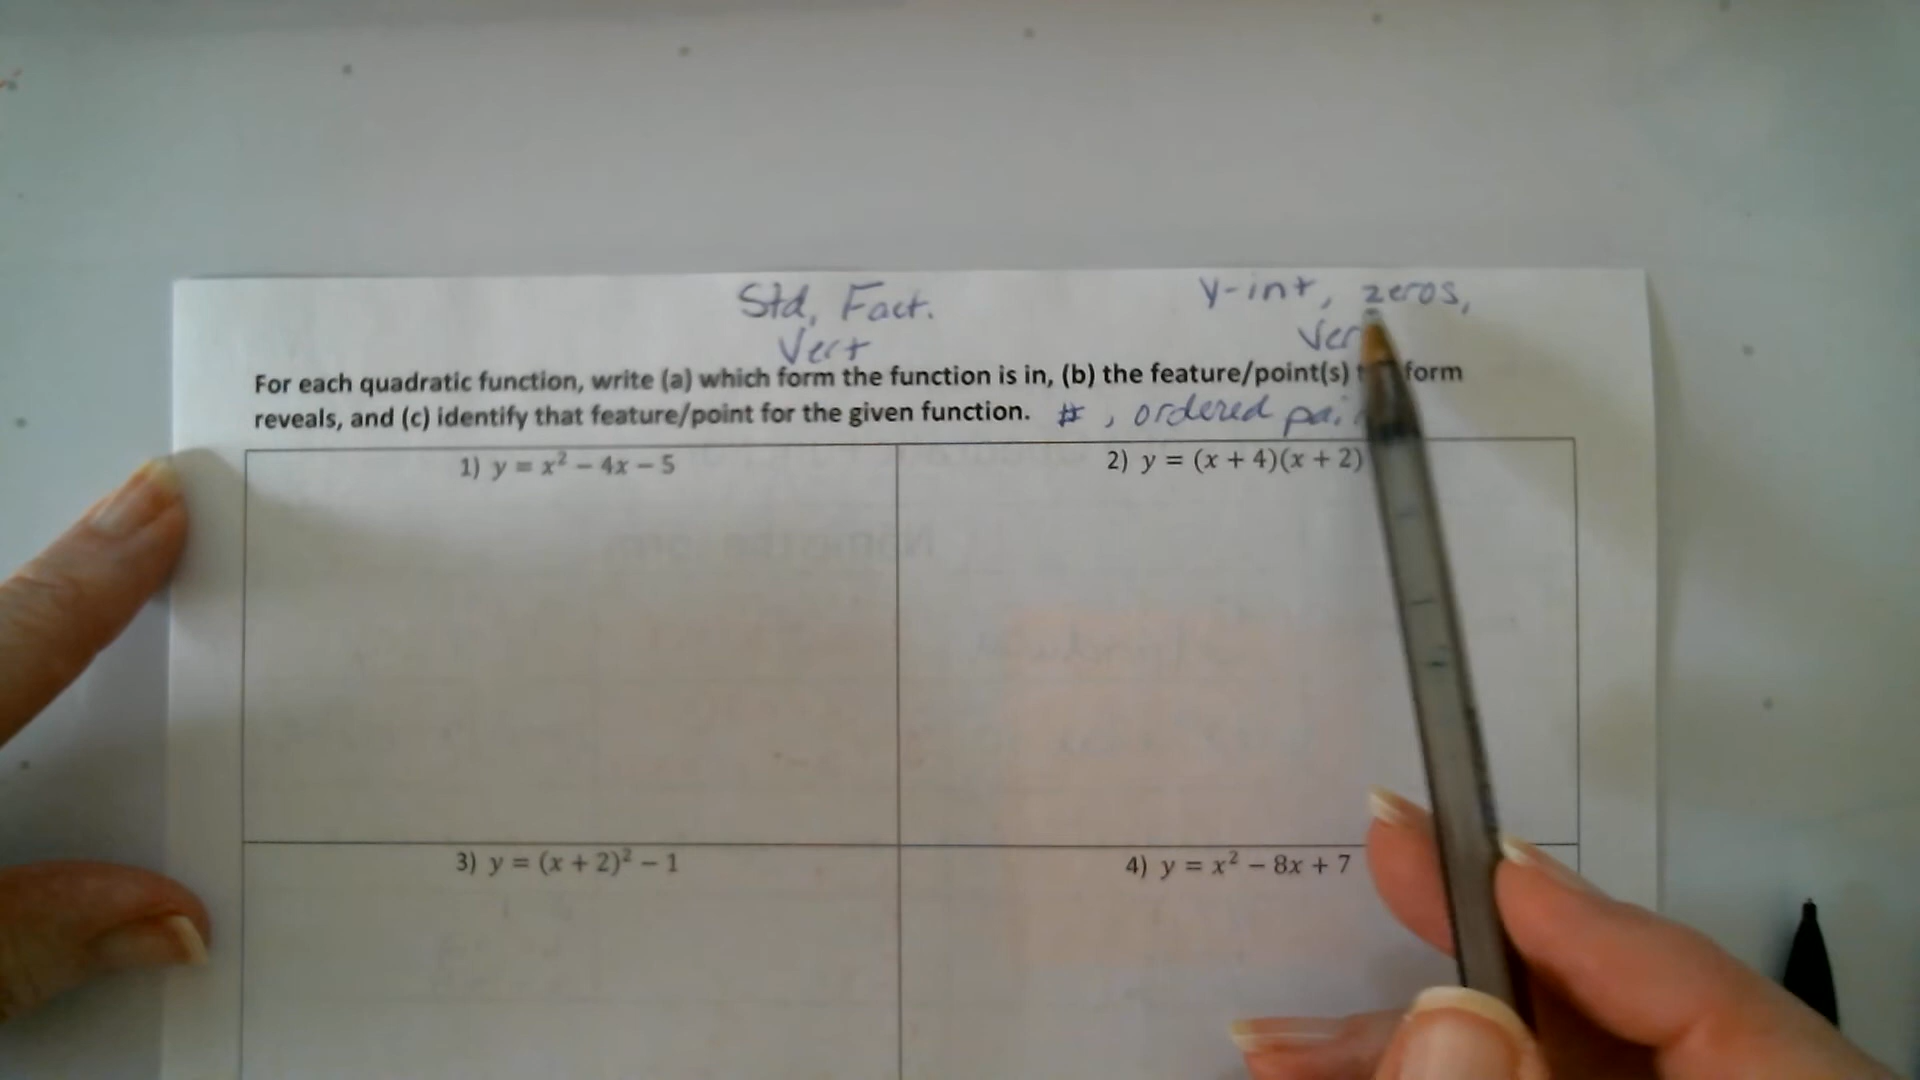 Std, Fact. y-int, zeros,
Vert
For each quadratic function, write (a) which form the function is in, (b) the feature/point(s) form
reveals, and (c) identify that feature/point for the given function. # , ordered
1) y = x² − 4x − 5
2) y = (x + 4)(x + 2)
3) y = (x + 2)² − 1
4) y = x² − 8x + 7